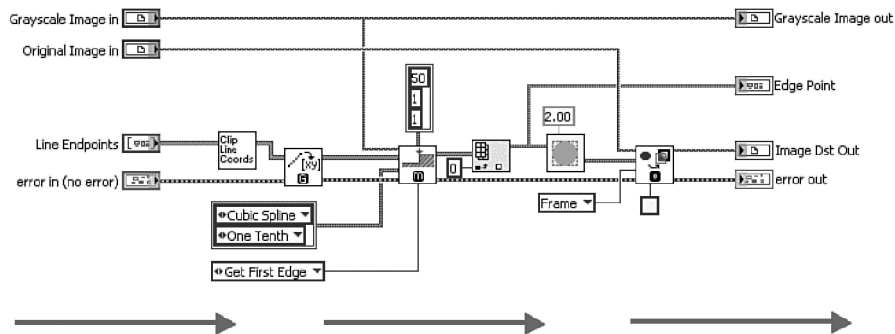 Grayscale Image in
Grayscale Image out
Original Image in
50
1
1
Edge Point
2.00
Line Endpoints
Clip
Line
Coords
[XY]
G
0
Image Dst Out
error in (no error)
error out
Cubic Spline
One Tenth
Frame
Get First Edge